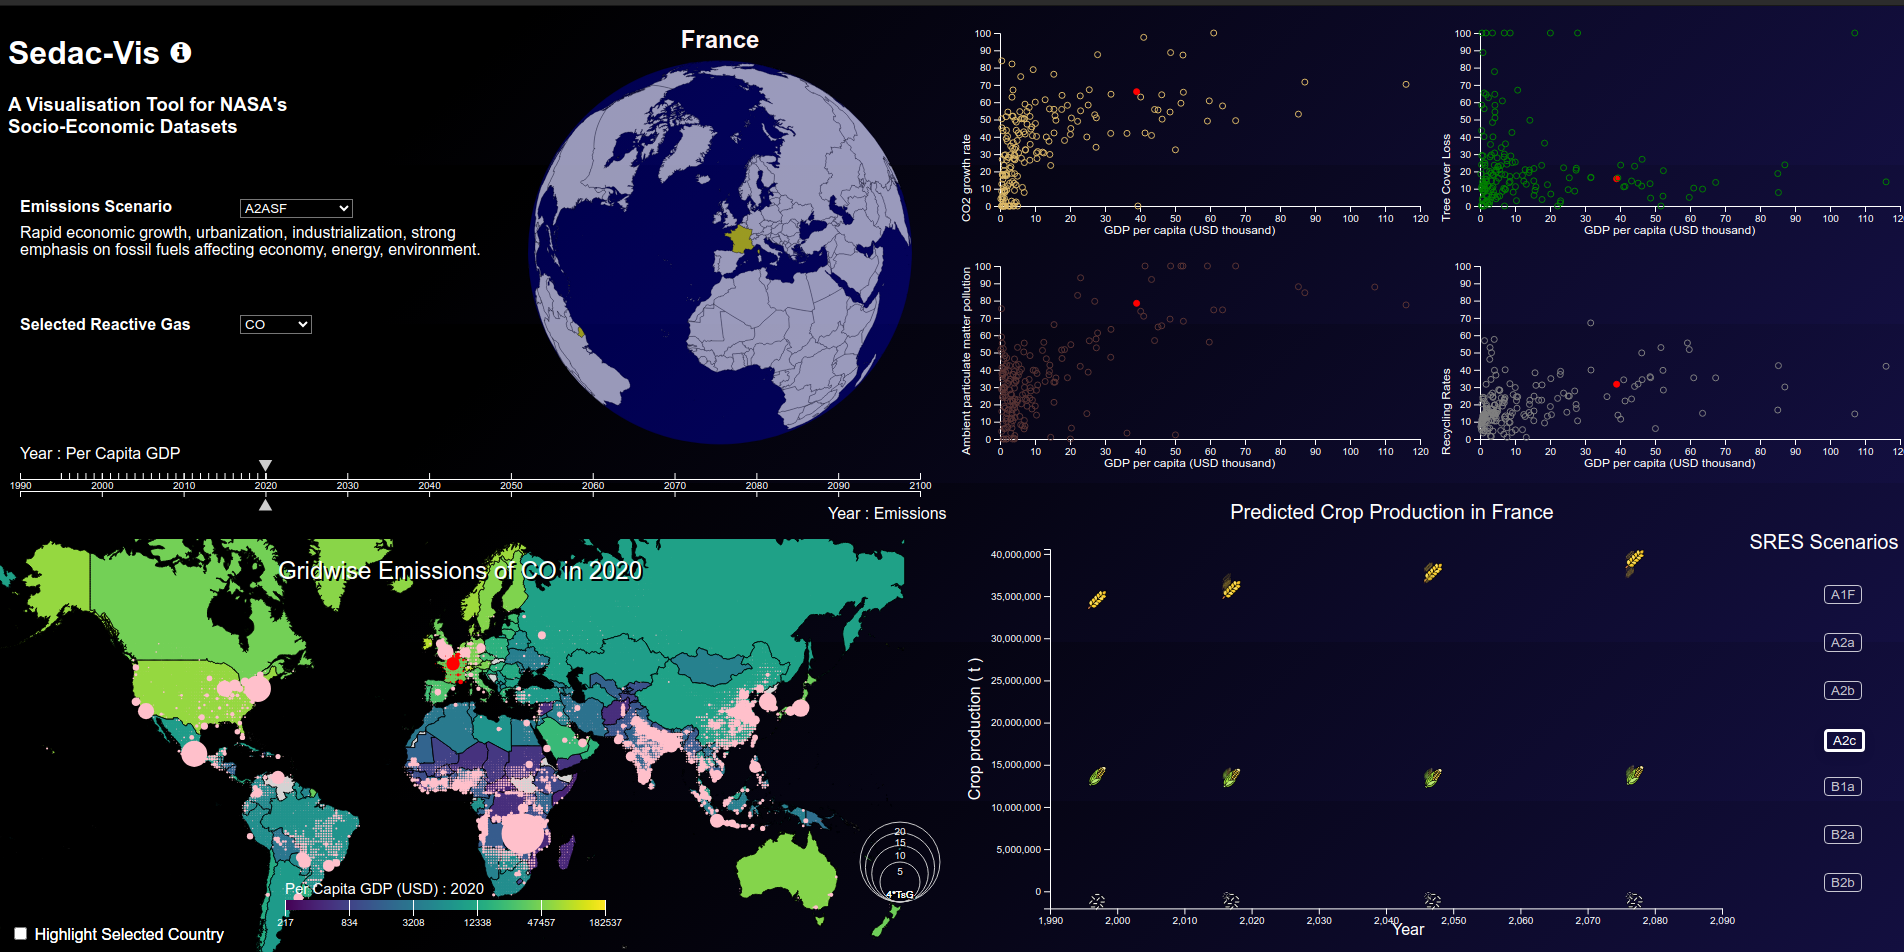 Sedac-Vis
A Visualisation Tool for NASA's
Socio-Economic Datasets
Emissions Scenario
A2ASF
Rapid economic growth, urbanization, industrialization, strong
emphasis on fossil fuels affecting economy, energy, environment.
Selected Reactive Gas
CO
France
Year : Per Capita GDP
1990 2000 2010 2020 2030 2040 2050 2060 2070 2080 2090 2100
Year : Emissions
CO2 growth rate
100
90
80
70
60
50
40
30
20
10
0
0 10 20 30 40 50 60 70 80 90 100 110 120
GDP per capita (USD thousand)
Tree Cover Loss
100
90
80
70
60
50
40
30
20
10
0
0 10 20 30 40 50 60 70 80 90 100 110 12
GDP per capita (USD thousand)
Ambient particulate matter pollution
100
90
80
70
60
50
40
30
20
10
0
0 10 20 30 40 50 60 70 80 90 100 110 120
GDP per capita (USD thousand)
Recycling Rates
100
90
80
70
60
50
40
30
20
10
0
0 10 20 30 40 50 60 70 80 90 100 110 12
GDP per capita (USD thousand)
Gridwise Emissions of CO in 2020
20
15
10
5
4*TsG
Per Capita GDP (USD) : 2020
217 834 3208 12338 47457 182537
Highlight Selected Country
Predicted Crop Production in France
Crop production ( t )
40,000,000
35,000,000
30,000,000
25,000,000
20,000,000
15,000,000
10,000,000
5,000,000
0
1,990 2,000 2,010 2,020 2,030 2,040 2,050 2,060 2,070 2,080 2,090
Year
SRES Scenarios
A1F
A2a
A2b
A2c
B1a
B2a
B2b